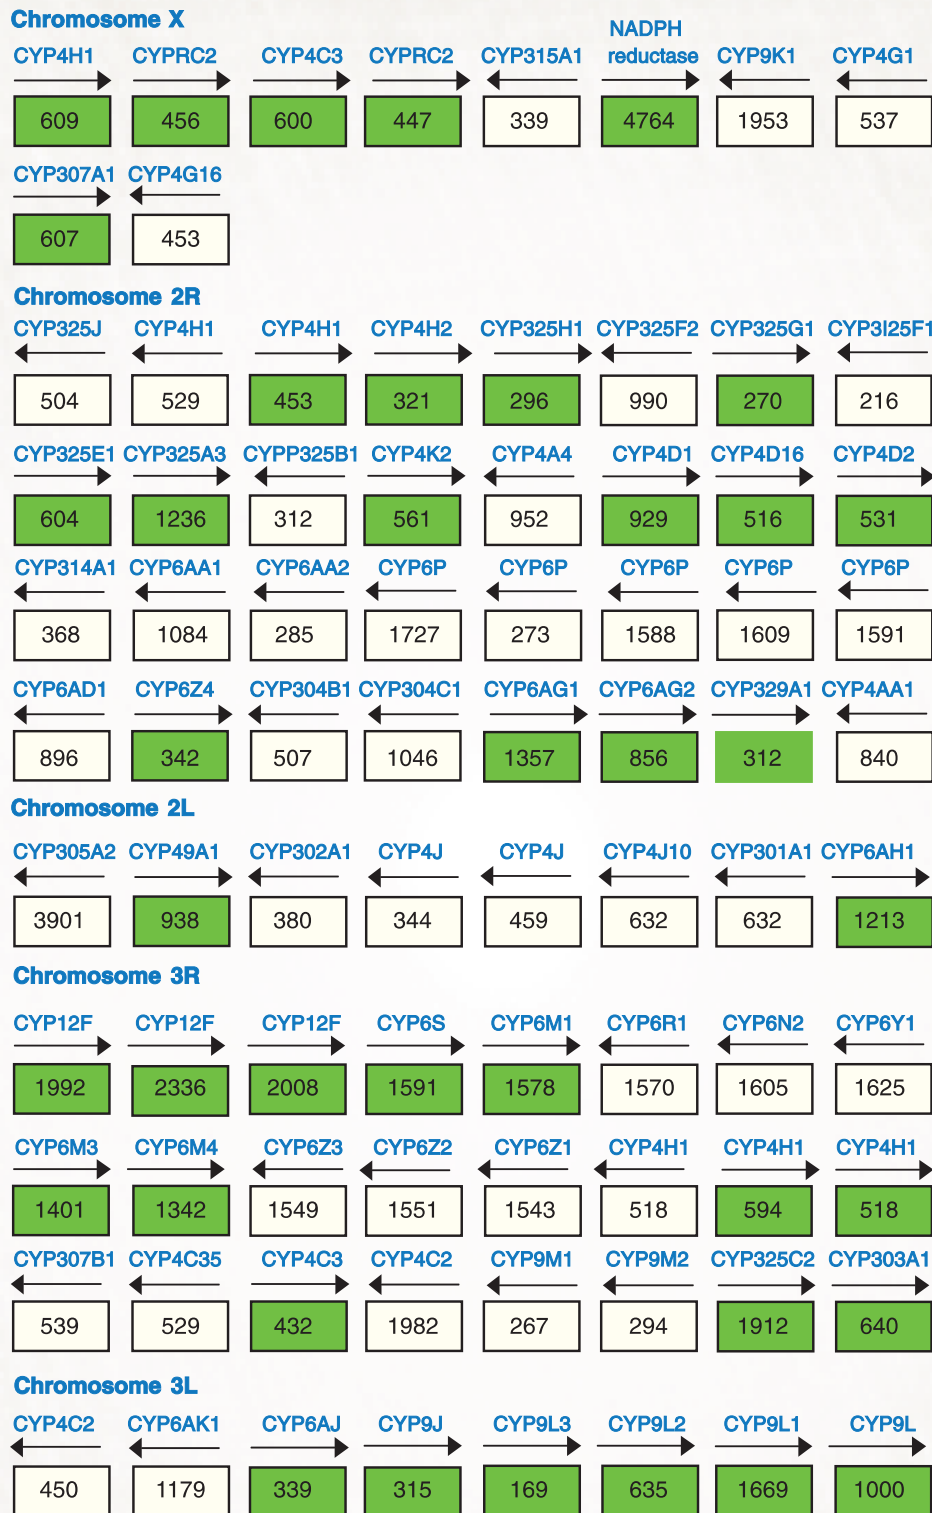 Chromosome X
NADPH
CYP4H1 CYPRC2 CYP4C3 CYPRC2 CYP315A1 reductase CYP9K1 CYP4G1
609 456 600 447 339 4764 1953 537
CYP307A1 CYP4G16
607 453
Chromosome 2R
CYP325J CYP4H1 CYP4H1 CYP4H2 CYP325H1 CYP325F2 CYP325G1 CYP3I25F1
504 529 453 321 296 990 270 216
CYP325E1 CYP325A3 CYPP325B1 CYP4K2 CYP4A4 CYP4D1 CYP4D16 CYP4D2
604 1236 312 561 952 929 516 531
CYP314A1 CYP6AA1 CYP6AA2 CYP6P CYP6P CYP6P CYP6P CYP6P
368 1084 285 1727 273 1588 1609 1591
CYP6AD1 CYP6Z4 CYP304B1 CYP304C1 CYP6AG1 CYP6AG2 CYP329A1 CYP4AA1
896 342 507 1046 1357 856 312 840
Chromosome 2L
CYP305A2 CYP49A1 CYP302A1 CYP4J CYP4J CYP4J10 CYP301A1 CYP6AH1
3901 938 380 344 459 632 632 1213
Chromosome 3R
CYP12F CYP12F CYP12F CYP6S CYP6M1 CYP6R1 CYP6N2 CYP6Y1
1992 2336 2008 1591 1578 1570 1605 1625
CYP6M3 CYP6M4 CYP6Z3 CYP6Z2 CYP6Z1 CYP4H1 CYP4H1 CYP4H1
1401 1342 1549 1551 1543 518 594 518
CYP307B1 CYP4C35 CYP4C3 CYP4C2 CYP9M1 CYP9M2 CYP325C2 CYP303A1
539 529 432 1982 267 294 1912 640
Chromosome 3L
CYP4C2 CYP6AK1 CYP6AJ CYP9J CYP9L3 CYP9L2 CYP9L1 CYP9L
450 1179 339 315 169 635 1669 1000